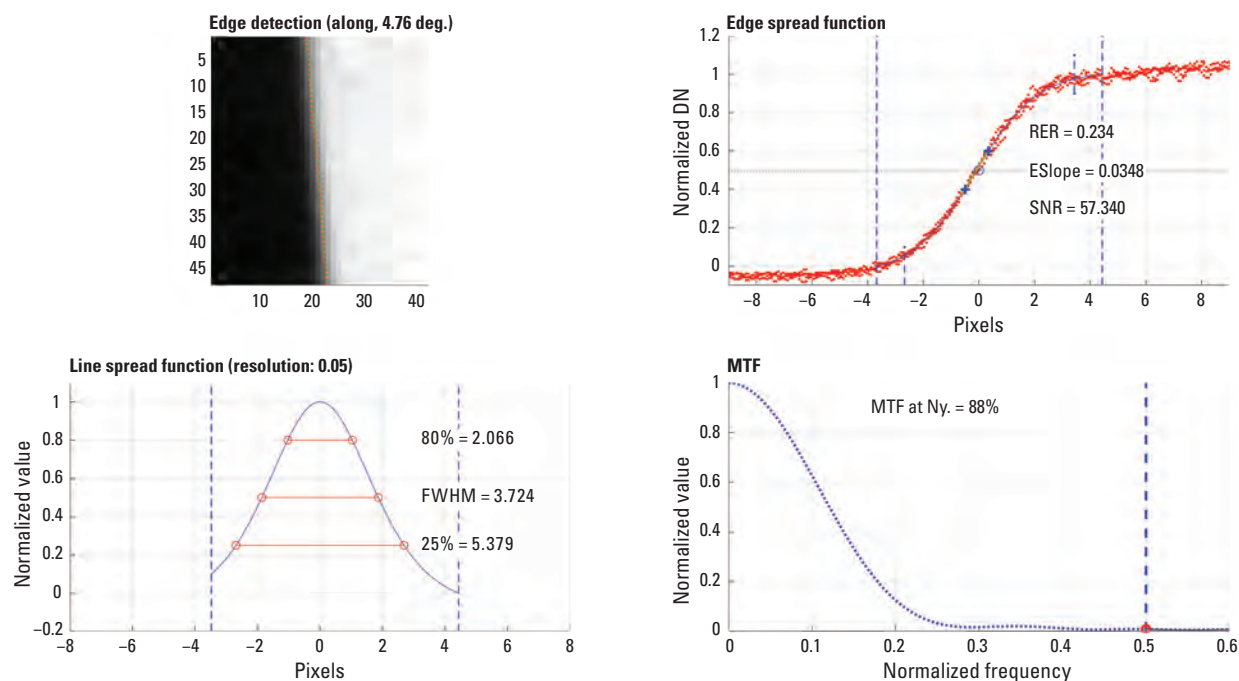 Edge detection (along, 4.76 deg.)
5
10
15
20
25
30
35
40
45
10 20 30 40
Edge spread function
Normalized DN
1.2
1.0
0.8
0.6
0.4
0.2
0
RER = 0.234
ESlope = 0.0348
SNR = 57.340
−8 −6 −4 −2 0 2 4 6 8
Pixels
Line spread function (resolution: 0.05)
Normalized value
1
0.8
0.6
0.4
0.2
0
−0.2
80% = 2.066
FWHM = 3.724
25% = 5.379
−8 −6 −4 −2 0 2 4 6 8
Pixels
MTF
Normalized value
1
0.8
0.6
0.4
0.2
0
MTF at Ny. = 88%
0 0.1 0.2 0.3 0.4 0.5 0.6
Normalized frequency